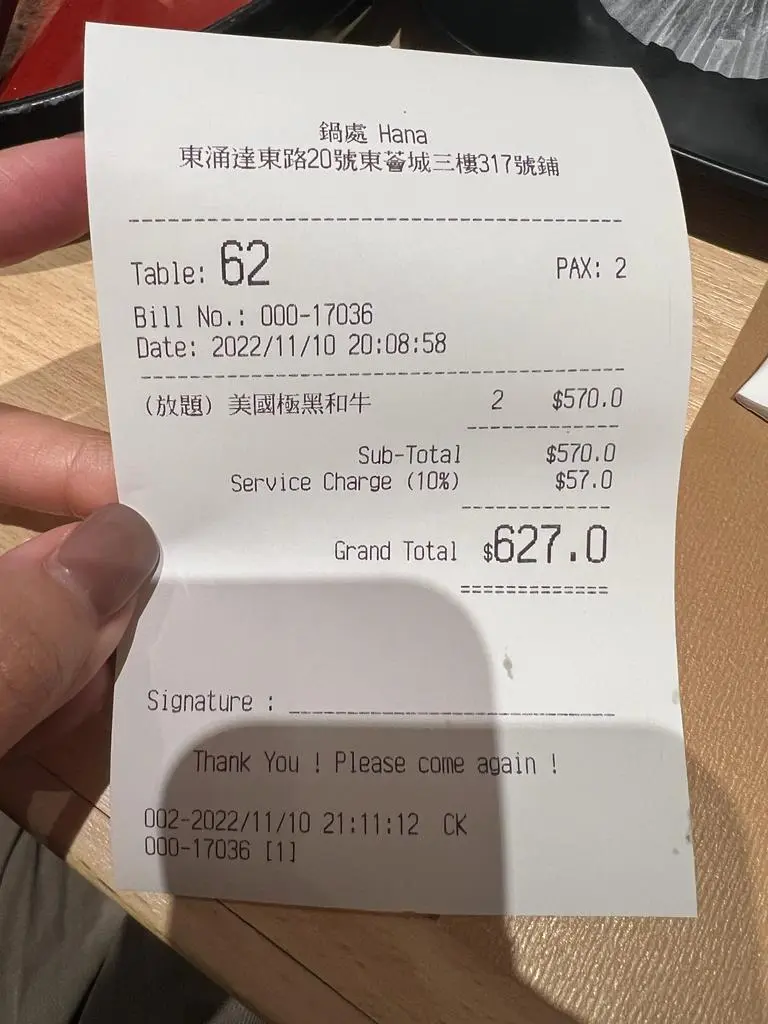 鍋處 Hana
東涌達東路20號東薈城三樓317號鋪
Table: 62 PAX: 2
Bill No.: 000-17036
Date: 2022/11/10 20:08:58
(放題) 美國極黑和牛 2 $570.0
Sub-Total $570.0
Service Charge (10%) $57.0
Grand Total $627.0
Signature :
Thank You ! Please come again !
002-2022/11/10 21:11:12 CK
000-17036 [1]